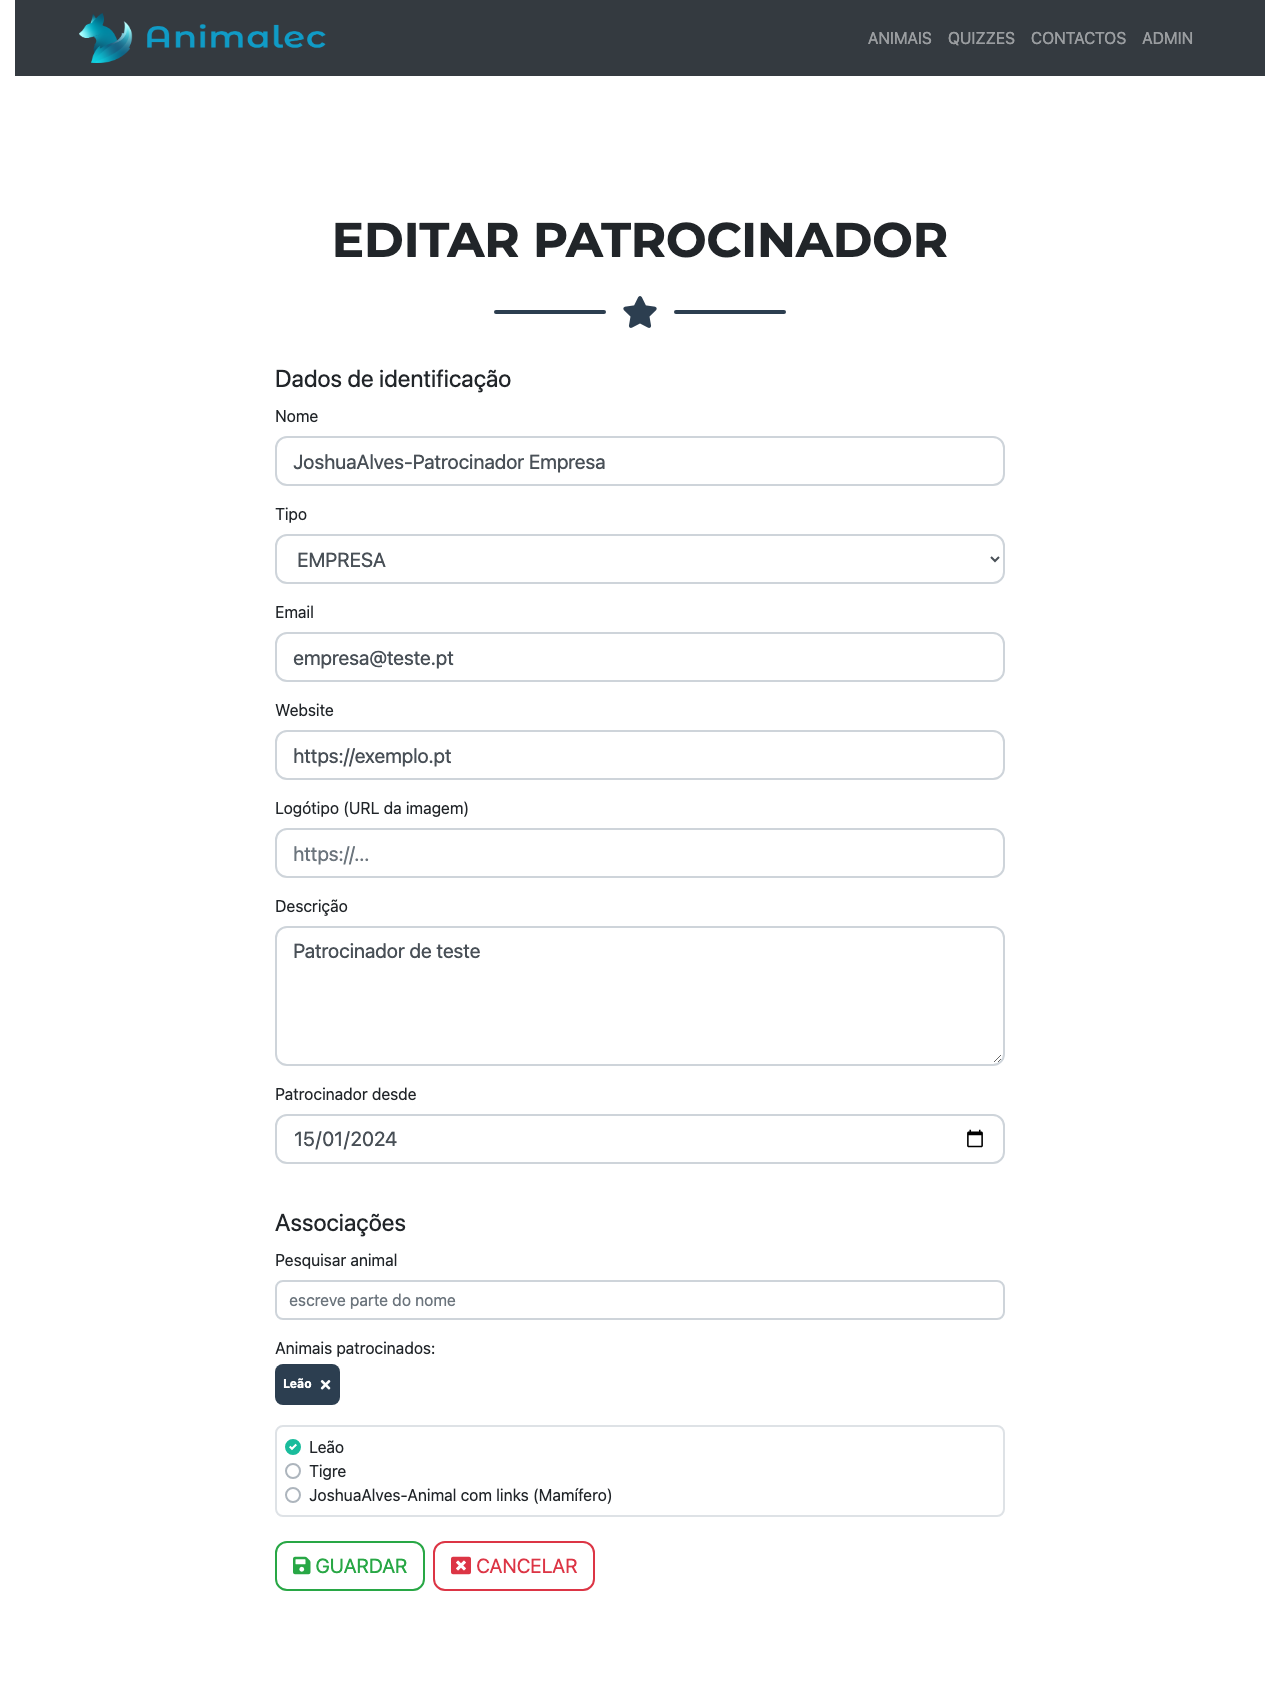 Animalec
ANIMAIS QUIZZES CONTACTOS ADMIN
EDITAR PATROCINADOR
Dados de identificação
Nome
JoshuaAlves-Patrocinador Empresa
Tipo
EMPRESA
Email
empresa@teste.pt
Website
https://exemplo.pt
Logótipo (URL da imagem)
https://...
Descrição
Patrocinador de teste
Patrocinador desde
15/01/2024
Associações
Pesquisar animal
escreve parte do nome
Animais patrocinados:
Leão
Leão
Tigre
JoshuaAlves-Animal com links (Mamífero)
GUARDAR CANCELAR